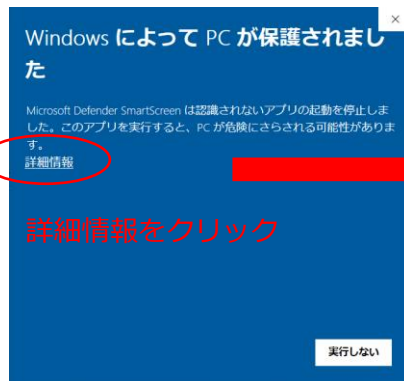 ×
Windows によって PC が保護されまし
た
Microsoft Defender SmartScreen は認識されないアプリの起動を停止しま
した。このアプリを実行すると、PC が危険にさらされる可能性がありま
す。
詳細情報
詳細情報をクリック
実行しない